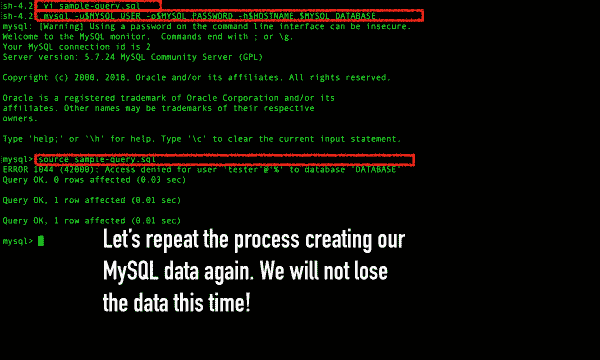 sh-4.2$ vi sample-query.sql
sh-4.2$ mysql -u$MYSQL_USER -p$MYSQL_PASSWORD -h$HOSTNAME $MYSQL_DATABASE
mysql: [Warning] Using a password on the command line interface can be insecure.
Welcome to the MySQL monitor.  Commands end with ; or \g.
Your MySQL connection id is 2
Server version: 5.7.24 MySQL Community Server (GPL)
Copyright (c) 2000, 2018, Oracle and/or its affiliates. All rights reserved.
Oracle is a registered trademark of Oracle Corporation and/or its
affiliates. Other names may be trademarks of their respective
owners.
Type 'help;' or '\h' for help. Type '\c' to clear the current input statement.
mysql> source sample-query.sql
ERROR 1044 (42000): Access denied for user 'tester'@'%' to database 'DATABASE'
Query OK, 0 rows affected (0.03 sec)
Query OK, 1 row affected (0.01 sec)
Query OK, 1 row affected (0.01 sec)
mysql>
Let's repeat the process creating our
MySQL data again. We will not lose
the data this time!